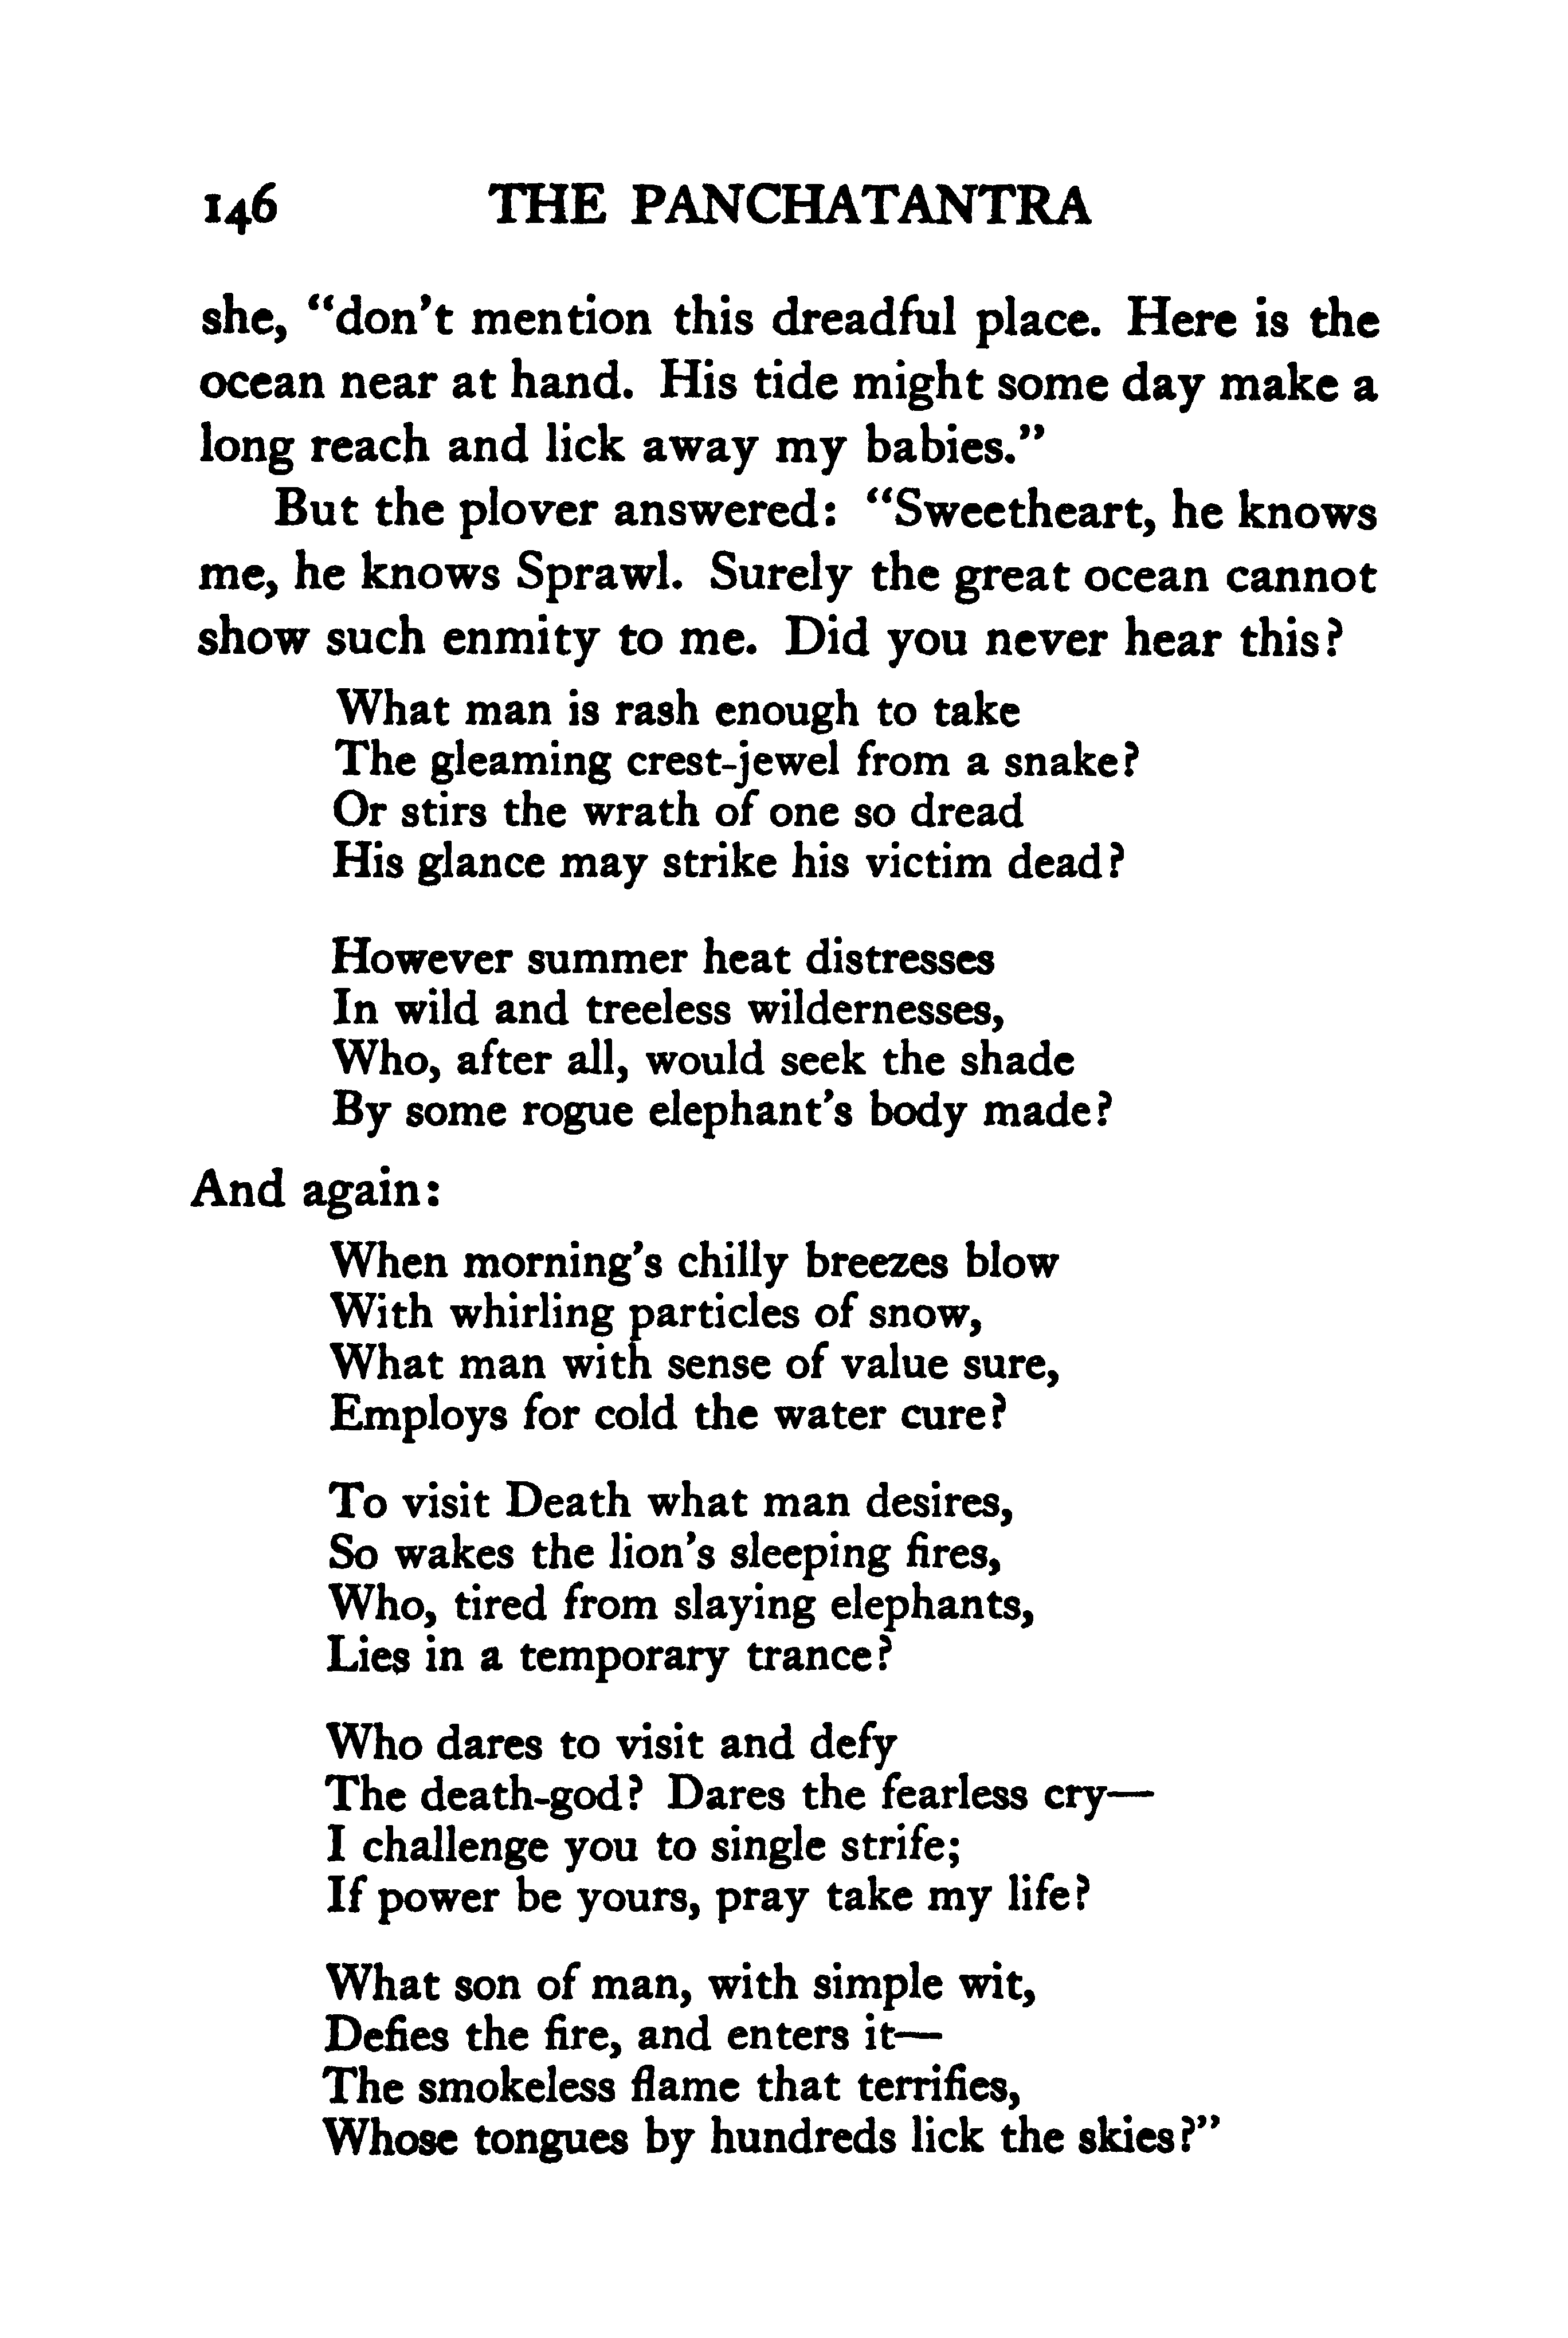 146 THE PANCHATANTRA
she, “don’t mention this dreadful place. Here is the
ocean near at hand. His tide might some day make a
long reach and lick away my babies.”
But the plover answered: “Sweetheart, he knows
me, he knows Sprawl. Surely the great ocean cannot
show such enmity to me. Did you never hear this?
What man is rash enough to take
The gleaming crest-jewel from a snake?
Or stirs the wrath of one so dread
His glance may strike his victim dead?
However summer heat distresses
In wild and treeless wildernesses,
Who, after all, would seek the shade
By some rogue elephant’s body made?
And again:
When morning’s chilly breezes blow
With whirling particles of snow,
What man with sense of value sure,
Employs for cold the water cure?
To visit Death what man desires,
So wakes the lion’s sleeping fires,
Who, tired from slaying elephants,
Lies in a temporary trance?
Who dares to visit and defy
The death-god? Dares the fearless cry—
I challenge you to single strife;
If power be yours, pray take my life?
What son of man, with simple wit,
Defies the fire, and enters it—
The smokeless flame that terrifies,
Whose tongues by hundreds lick the skies?”